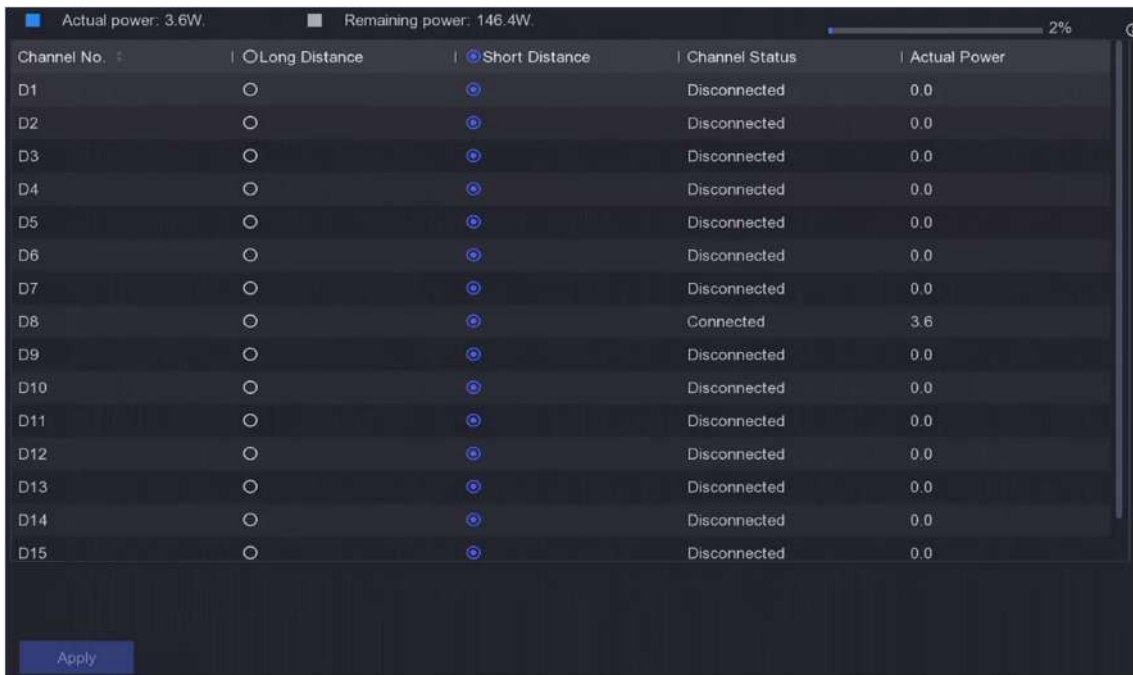 Actual power: 3.6W. Remaining power: 146.4W. 2%
Channel No. Long Distance Short Distance Channel Status Actual Power
D1 Disconnected 0.0
D2 Disconnected 0.0
D3 Disconnected 0.0
D4 Disconnected 0.0
D5 Disconnected 0.0
D6 Disconnected 0.0
D7 Disconnected 0.0
D8 Connected 3.6
D9 Disconnected 0.0
D10 Disconnected 0.0
D11 Disconnected 0.0
D12 Disconnected 0.0
D13 Disconnected 0.0
D14 Disconnected 0.0
D15 Disconnected 0.0
Apply